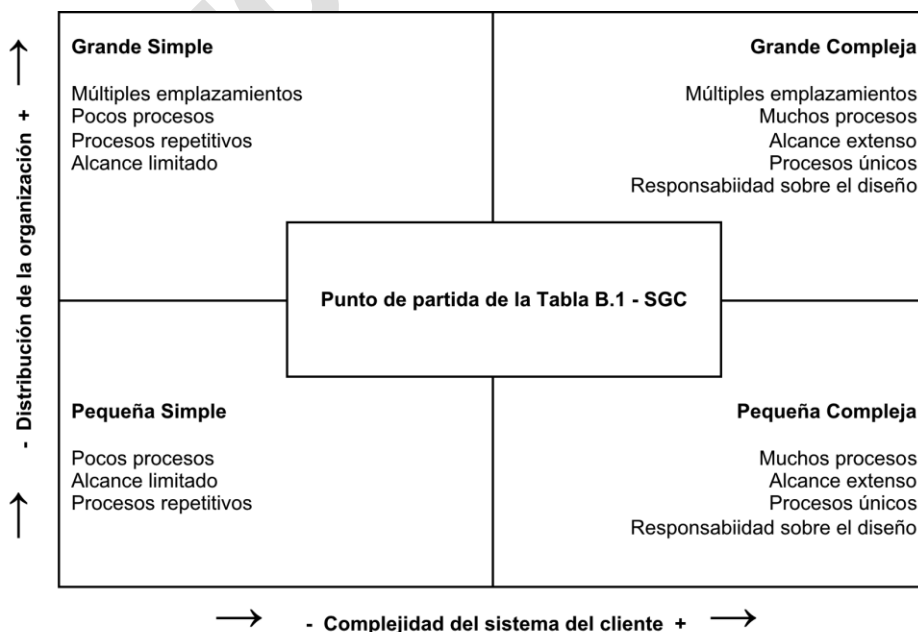 Grande Simple
Múltiples emplazamientos
Pocos procesos
Procesos repetitivos
Alcance limitado
Grande Compleja
Múltiples emplazamientos
Muchos procesos
Alcance extenso
Procesos únicos
Responsabiidad sobre el diseño
Punto de partida de la Tabla B.1 - SGC
Pequeña Simple
Pocos procesos
Alcance limitado
Procesos repetitivos
Pequeña Compleja
Muchos procesos
Alcance extenso
Procesos únicos
Responsabiidad sobre el diseño
- Distribución de la organización +
- Complejidad del sistema del cliente +